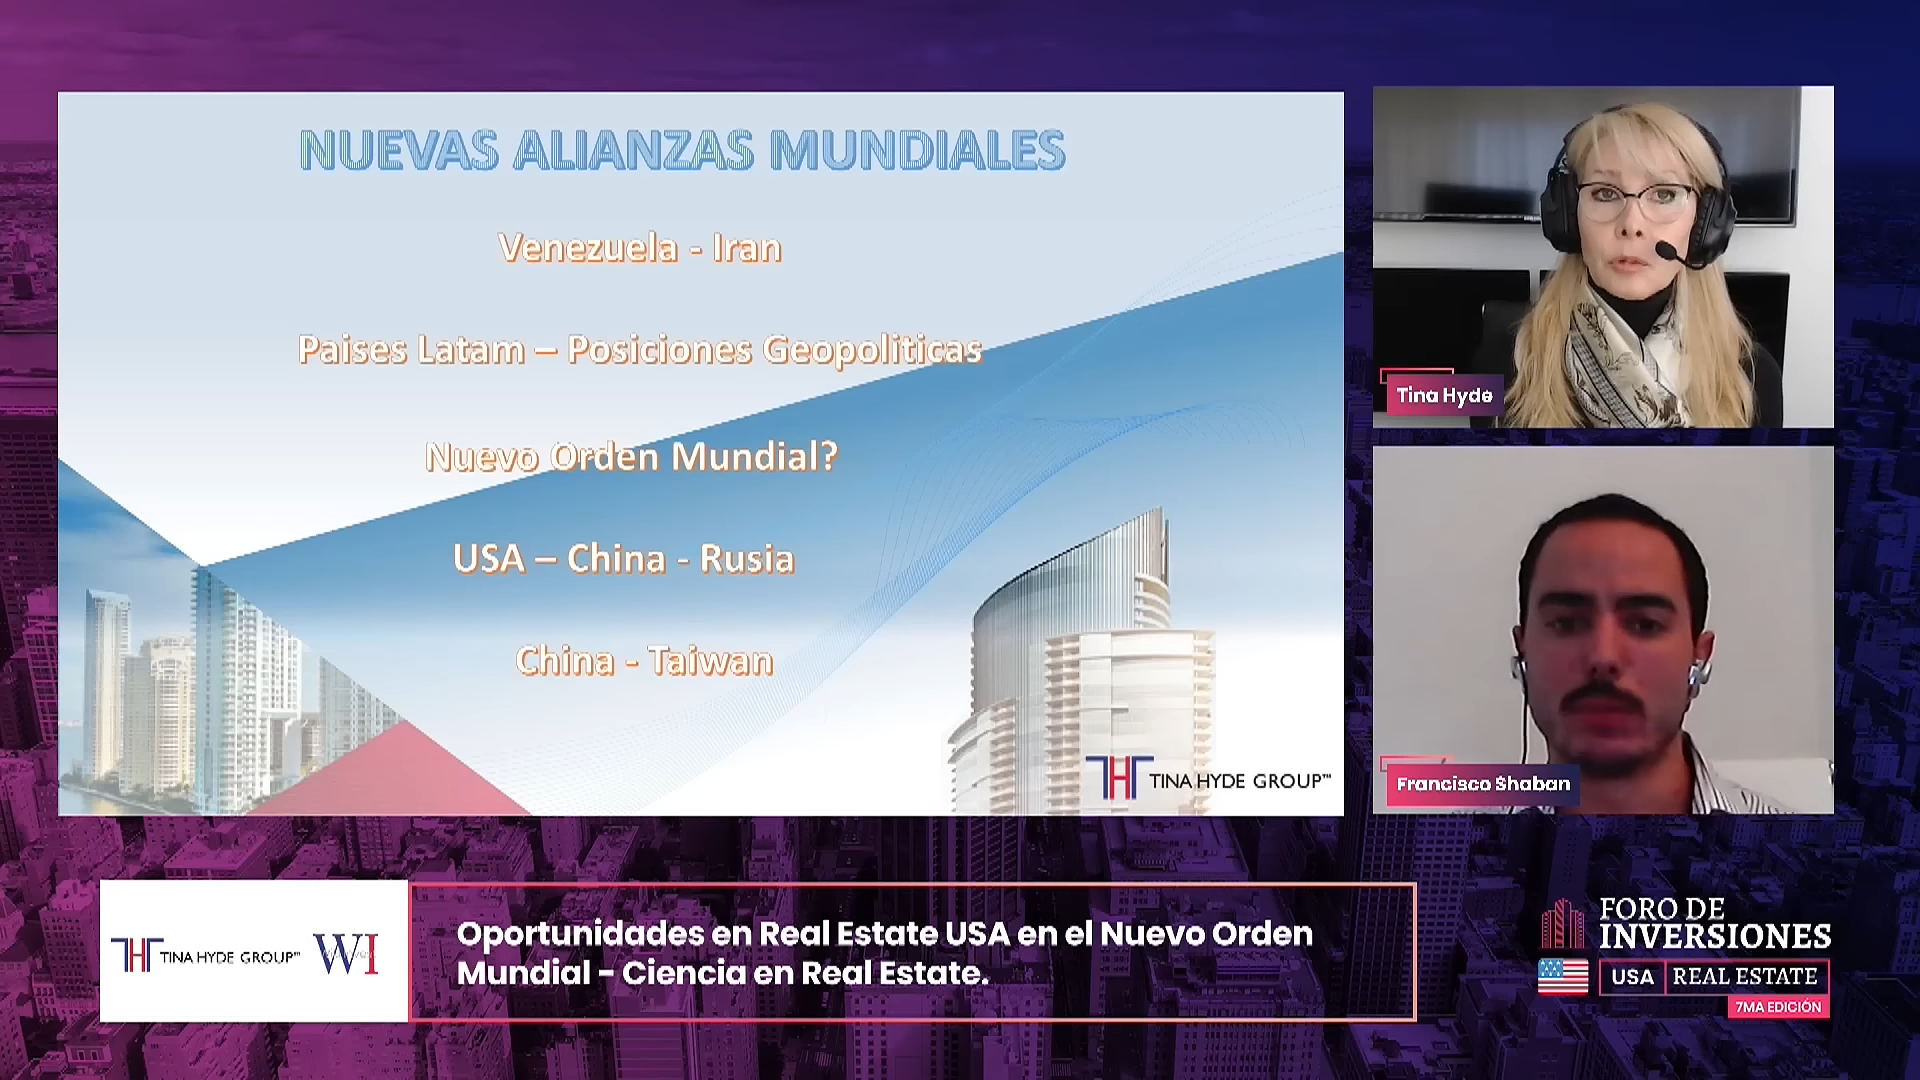 NUEVAS ALIANZAS MUNDIALES
Venezuela - Iran
Paises Latam – Posiciones Geopoliticas
Nuevo Orden Mundial?
USA – China - Rusia
China - Taiwan
THT TINA HYDE GROUP™
Tina Hyde
Francisco Shaban
THT TINA HYDE GROUP™ WI
Oportunidades en Real Estate USA en el Nuevo Orden
Mundial - Ciencia en Real Estate.
FORO DE
INVERSIONES
USA REAL ESTATE
7MA EDICIÓN